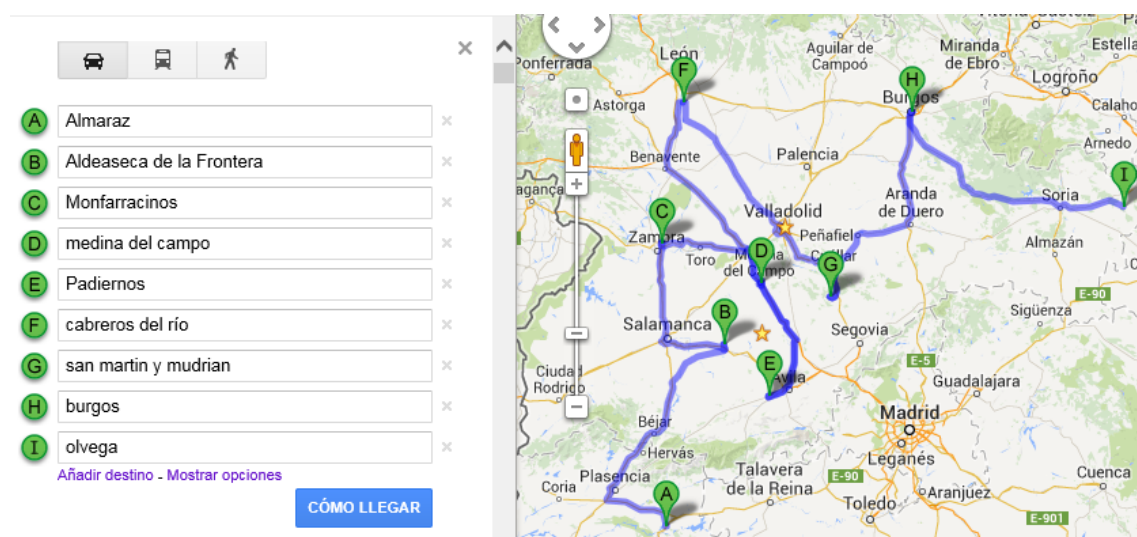 A Almaraz
B Aldeaseca de la Frontera
C Monfarracinos
D medina del campo
E Padiernos
F cabreros del río
G san martin y mudrian
H burgos
I olvega
Añadir destino - Mostrar opciones
CÓMO LLEGAR
Ponferrada
León
F
Aguilar de
Campoó
Miranda
de Ebro
Estella
Logroño
Astorga
H
Burgos
Calaho
Arnedo
Benavente
Palencia
I
Aranda
de Duero
Soria
C
Valladolid
Zamora
Peñafiel
Toro
D
Medina
del Campo
Cuéllar
G
Almazán
E-90
Sigüenza
B
Salamanca
Segovia
E-5
Ciudad
Rodrigo
E
Ávila
Guadalajara
Madrid
Béjar
Leganés
Hervás
Plasencia
Coria
A
Talavera
de la Reina
E-90
Toledo
Aranjuez
Cuenca
E-901